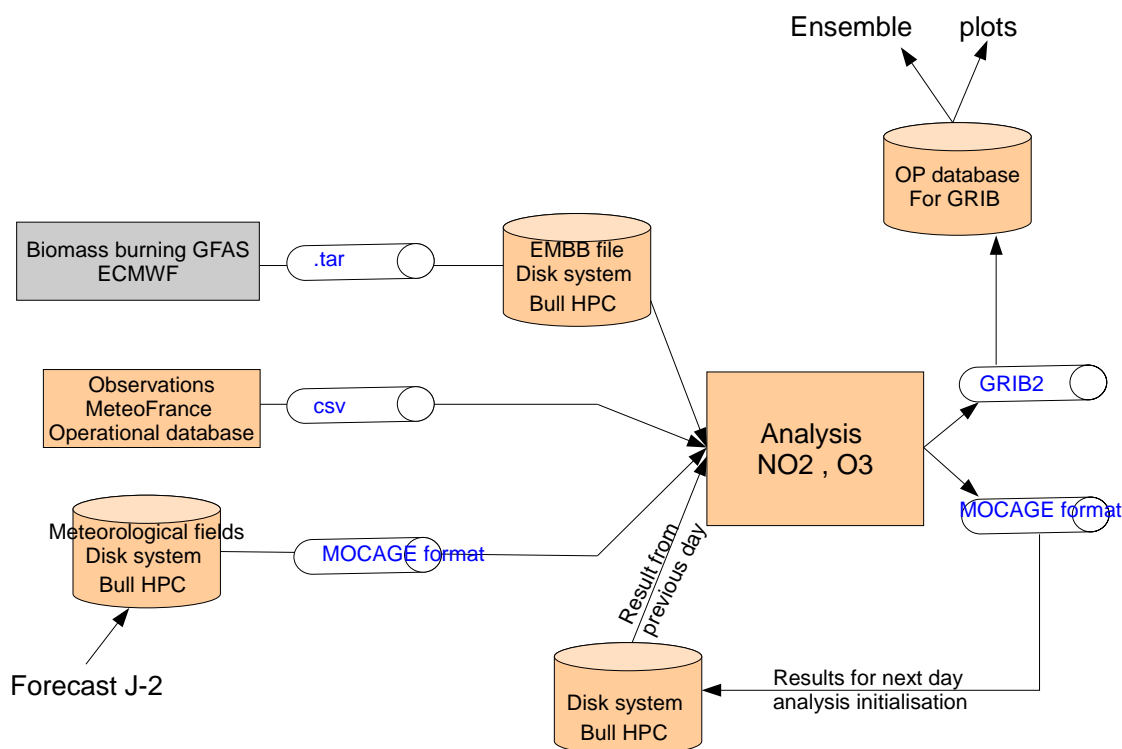 Ensemble plots
OP database
For GRIB
Biomass burning GFAS
ECMWF
.tar
EMBB file
Disk system
Bull HPC
Observations
MeteoFrance
Operational database
csv
Analysis
NO2 , O3
GRIB2
MOCAGE format
Meteorological fields
Disk system
Bull HPC
MOCAGE format
Result from
previous day
Forecast J-2
Disk system
Bull HPC
Results for next day
analysis initialisation